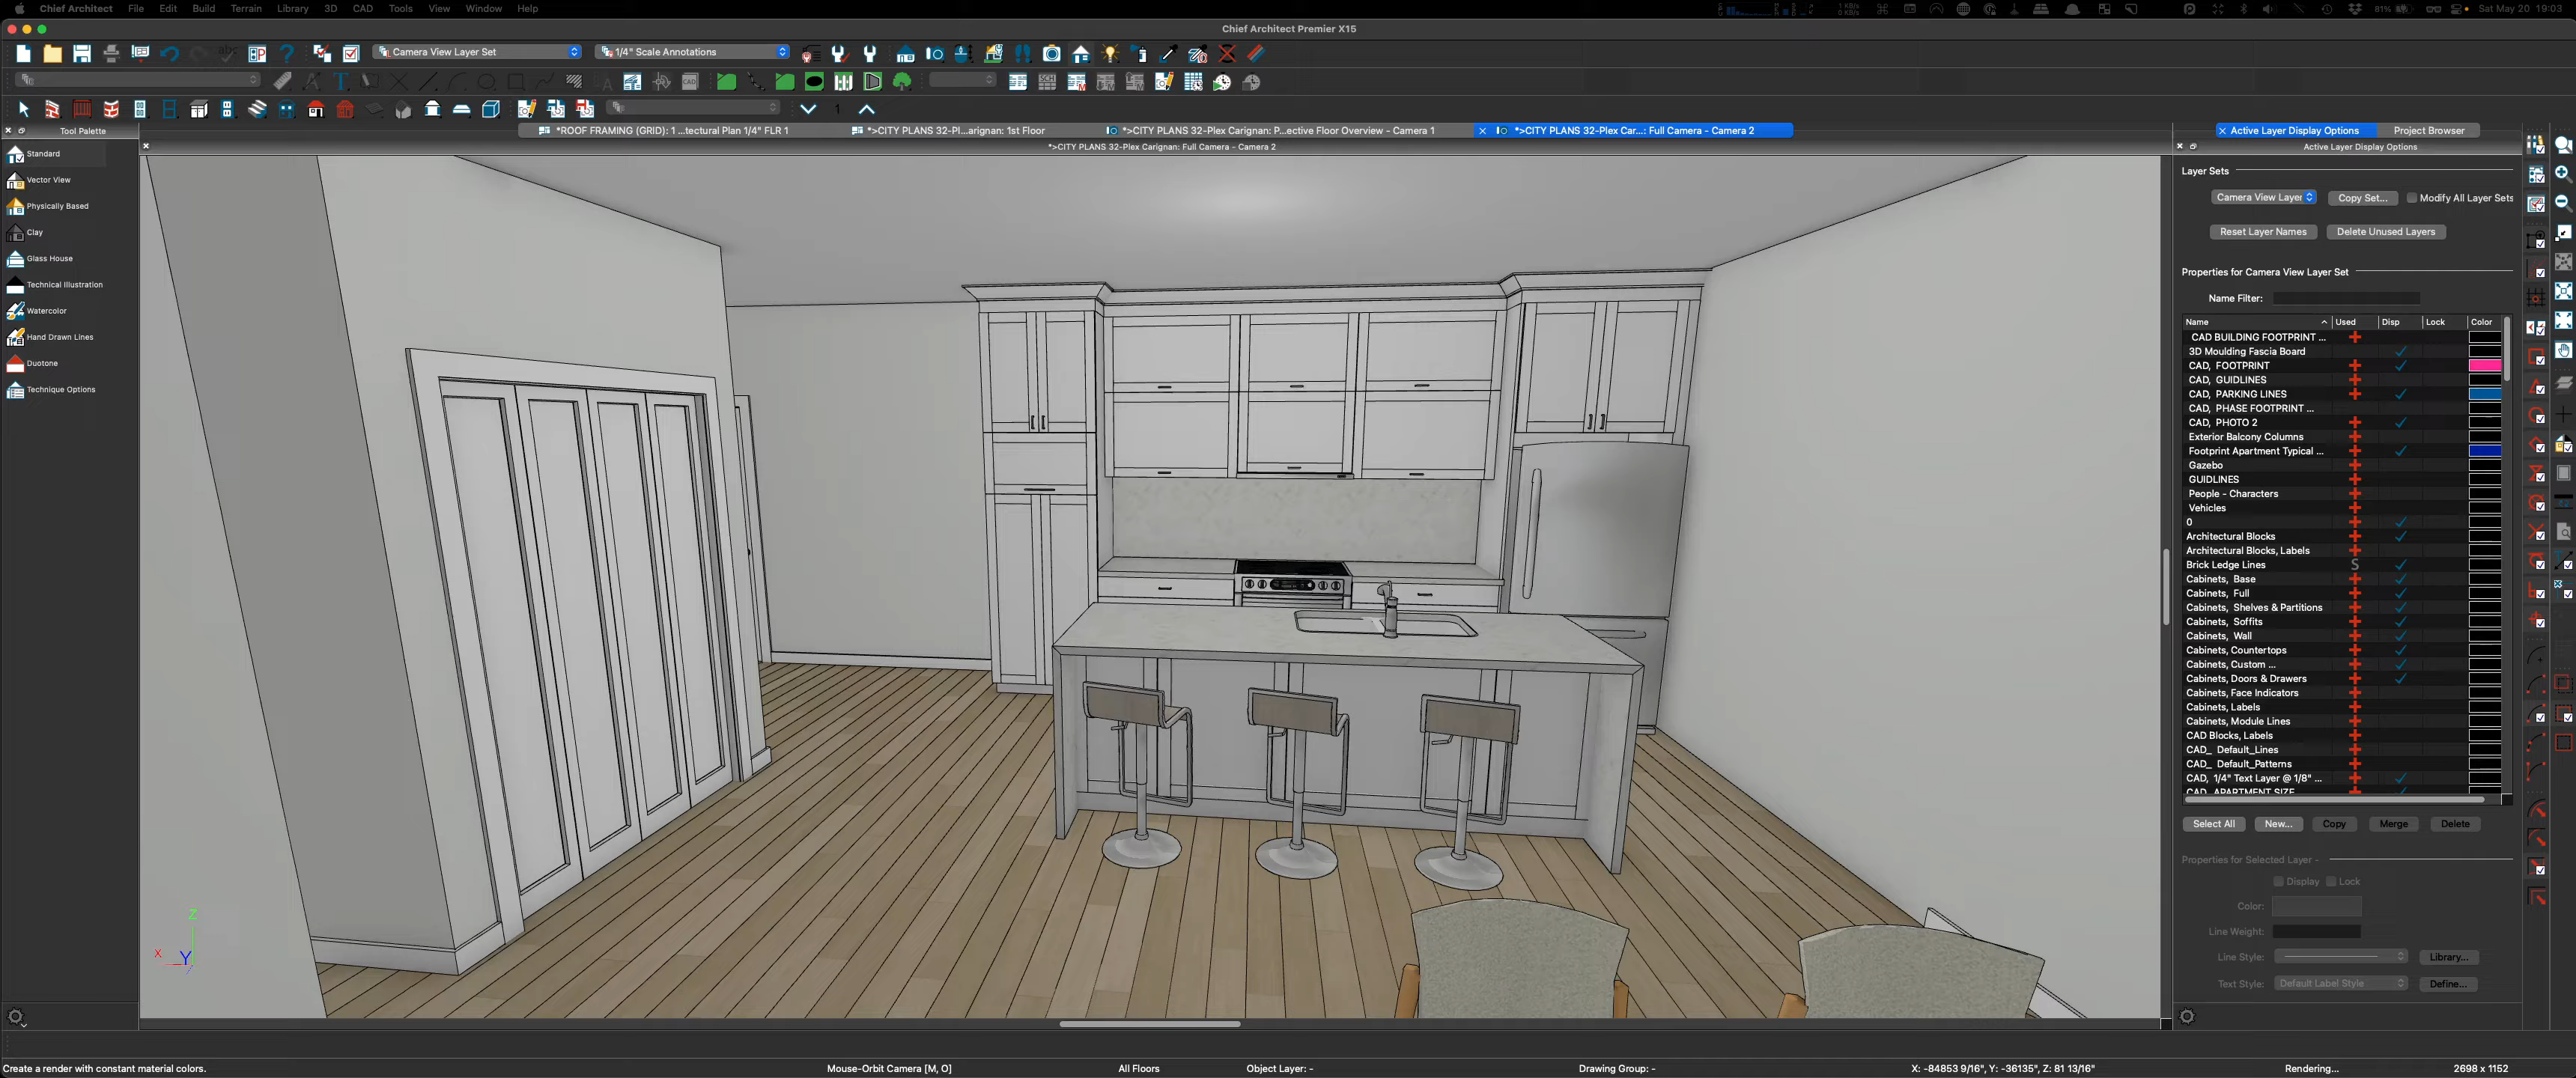 Chief Architect File Edit Build Terrain Library 3D CAD Tools View Window Help
81% Sat May 20 19:03
Chief Architect Premier X15
Camera View Layer Set 1/4" Scale Annotations
1
Tool Palette
*ROOF FRAMING (GRID): 1 ...tectural Plan 1/4" FLR 1
*>CITY PLANS 32-Pl...arignan: 1st Floor
*>CITY PLANS 32-Plex Carignan: P...ective Floor Overview - Camera 1
*>CITY PLANS 32-Plex Car...: Full Camera - Camera 2
Active Layer Display Options
Project Browser
*>CITY PLANS 32-Plex Carignan: Full Camera - Camera 2
Active Layer Display Options
Standard
Vector View
Physically Based
Clay
Glass House
Technical Illustration
Watercolor
Hand Drawn Lines
Duotone
Technique Options
Z
X
Y
Layer Sets
Camera View Layer Copy Set... Modify All Layer Sets
Reset Layer Names Delete Unused Layers
Properties for Camera View Layer Set
Name Filter:
Name Used Disp Lock Color
CAD BUILDING FOOTPRINT ...
3D Moulding Fascia Board
CAD, FOOTPRINT
CAD, GUIDLINES
CAD, PARKING LINES
CAD, PHASE FOOTPRINT ...
CAD, PHOTO 2
Exterior Balcony Columns
Footprint Apartment Typical ...
Gazebo
GUIDLINES
People - Characters
Vehicles
0
Architectural Blocks
Architectural Blocks, Labels
Brick Ledge Lines S
Cabinets, Base
Cabinets, Full
Cabinets, Shelves & Partitions
Cabinets, Soffits
Cabinets, Wall
Cabinets, Countertops
Cabinets, Custom ...
Cabinets, Doors & Drawers
Cabinets, Face Indicators
Cabinets, Labels
Cabinets, Module Lines
CAD Blocks, Labels
CAD_ Default_Lines
CAD_ Default_Patterns
CAD, 1/4" Text Layer @ 1/8" ...
CAD, APARTMENT SIZE
Select All New... Copy Merge Delete
Properties for Selected Layer -
Display Lock
Color:
Line Weight:
Line Style: Library...
Text Style: Default Label Style Define...
Create a render with constant material colors. Mouse-Orbit Camera [M, O] All Floors Object Layer: - Drawing Group: - X: -84853 9/16", Y: -36135", Z: 81 13/16" Rendering... 2698 x 1152